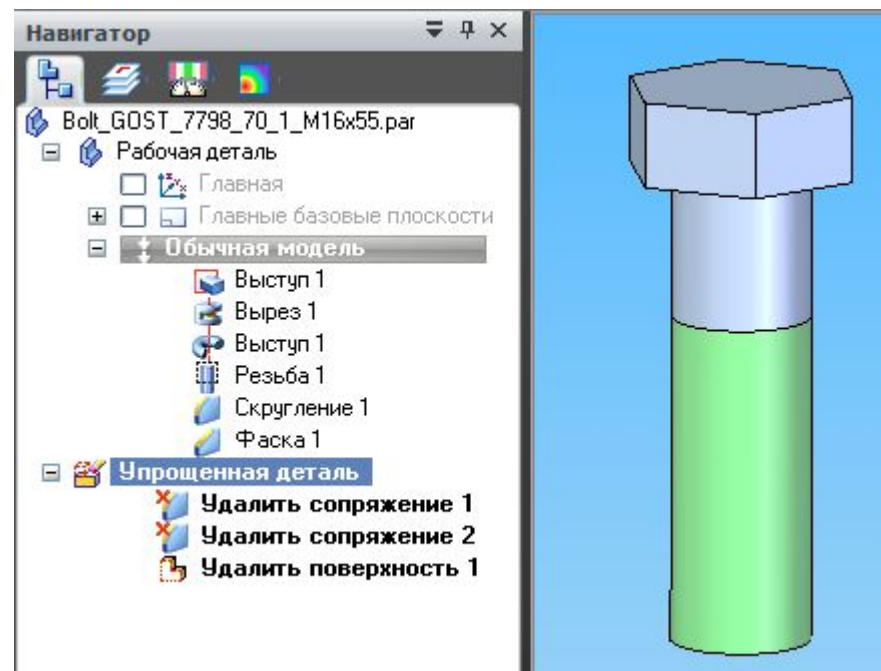 Навигатор
Bolt_GOST_7798_70_1_M16x55.par
Рабочая деталь
Главная
Главные базовые плоскости
Обычная модель
Выступ 1
Вырез 1
Выступ 1
Резьба 1
Скругление 1
Фаска 1
Упрощенная деталь
Удалить сопряжение 1
Удалить сопряжение 2
Удалить поверхность 1